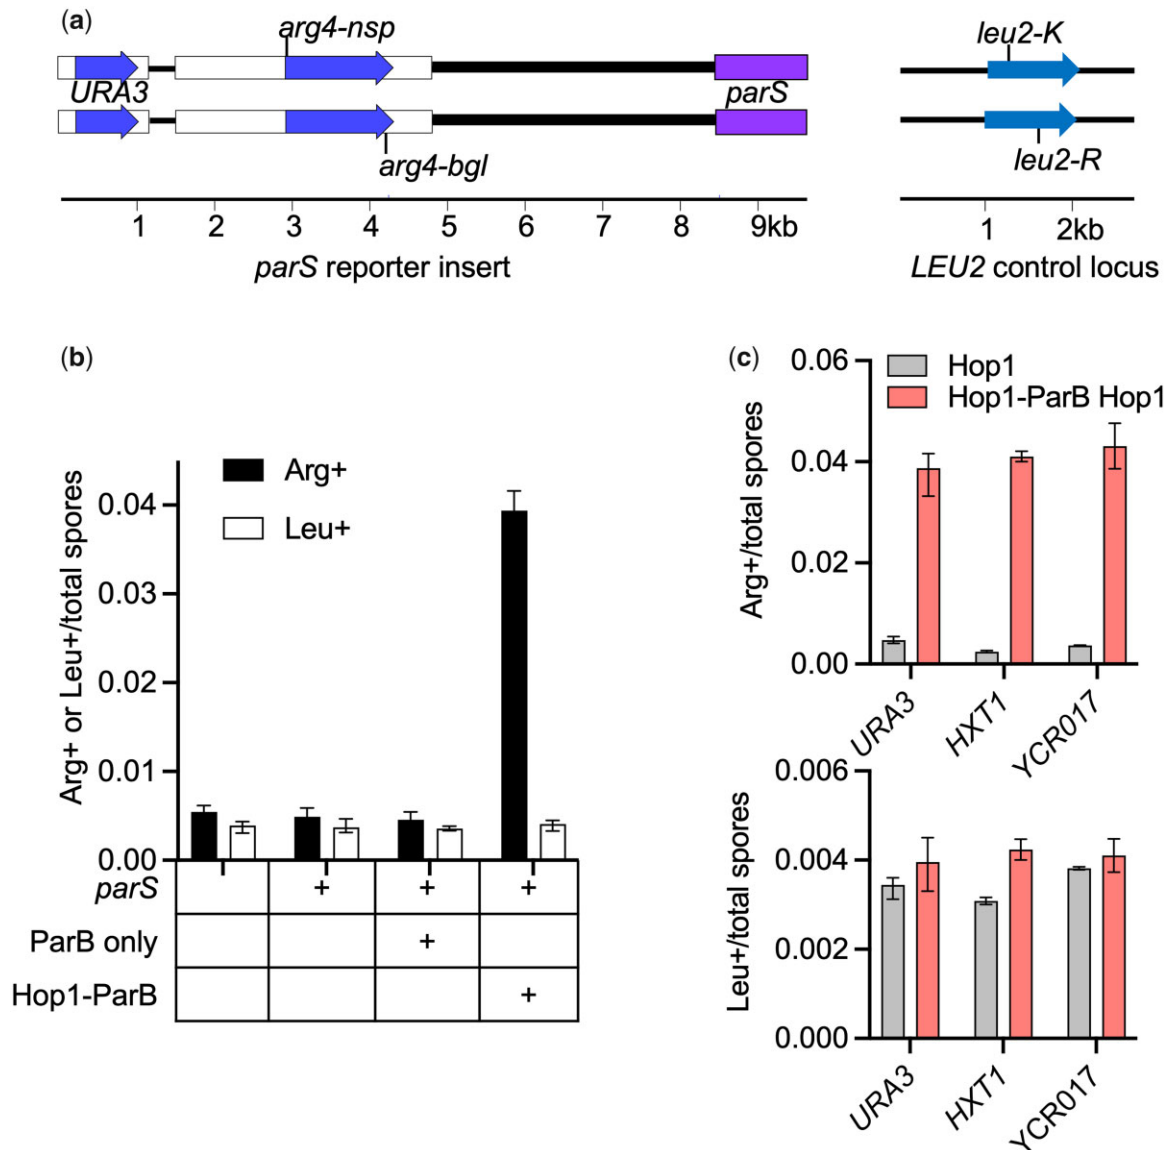 (a)
arg4-nsp
URA3
parS
arg4-bgl
1 2 3 4 5 6 7 8 9kb
parS reporter insert
leu2-K
leu2-R
1 2kb
LEU2 control locus
(b)
Arg+ or Leu+/total spores
Arg+
Leu+
0.04
0.03
0.02
0.01
0.00
parS + + +
ParB only +
Hop1-ParB +
(c)
Hop1
Hop1-ParB Hop1
Arg+/total spores
0.06
0.04
0.02
0.00
URA3
HXT1
YCR017
Leu+/total spores
0.006
0.004
0.002
0.000
URA3
HXT1
YCR017